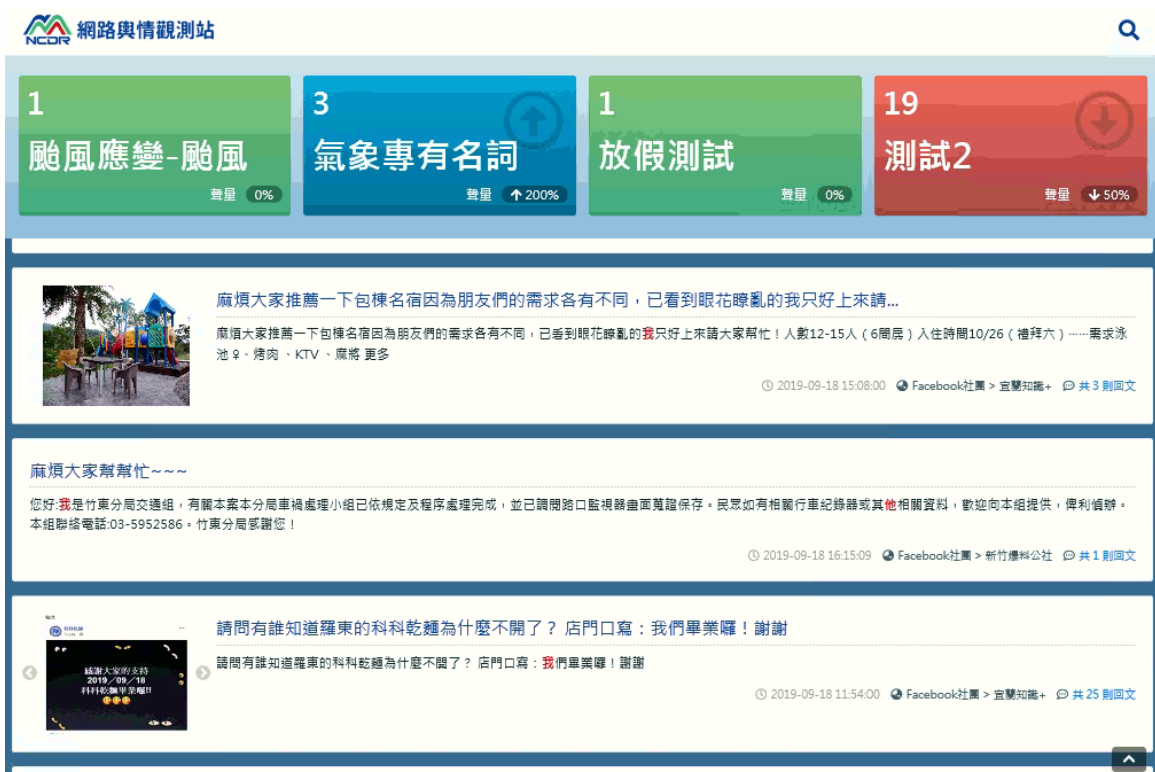 NCDR 網路輿情觀測站
1
颱風應變-颱風
聲量 0%
3
氣象專有名詞
聲量 200%
1
放假測試
聲量 0%
19
測試2
聲量 50%
麻煩大家推薦一下包棟名宿因為朋友們的需求各有不同，已看到眼花瞭亂的我只好上來請...
麻煩大家推薦一下包棟名宿因為朋友們的需求各有不同，已看到眼花瞭亂的我只好上來請大家幫忙！人數12-15人（6間房）入住時間10/26（禮拜六）⋯⋯需求泳
池♀、烤肉 、KTV 、麻將 更多
2019-09-18 15:08:00 Facebook社團 > 宜蘭知識+ 共 3 則回文
麻煩大家幫幫忙~~~
您好:我是竹東分局交通組，有關本案本分局車禍處理小組已依規定及程序處理完成，並已調閱路口監視器畫面蒐證保存。民眾如有相關行車紀錄器或其他相關資料，歡迎向本組提供，俾利偵辦。
本組聯絡電話:03-5952586。竹東分局感謝您！
2019-09-18 16:15:09 Facebook社團 > 新竹爆料公社 共 1 則回文
感謝大家的支持
2019/09/18
科科乾麵畢業囉!!
請問有誰知道羅東的科科乾麵為什麼不開了？ 店門口寫：我們畢業囉！謝謝
請問有誰知道羅東的科科乾麵為什麼不開了？ 店門口寫：我們畢業囉！謝謝
2019-09-18 11:54:00 Facebook社團 > 宜蘭知識+ 共 25 則回文